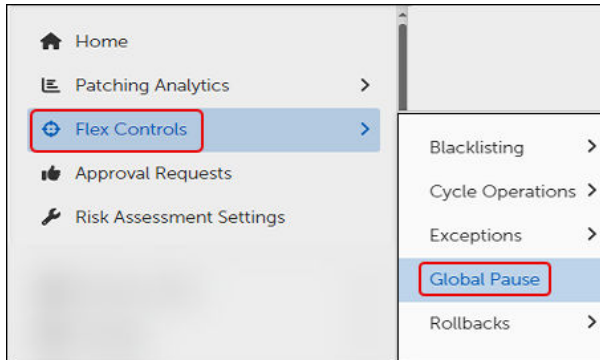 Home
Patching Analytics
Flex Controls
Approval Requests
Risk Assessment Settings
Blacklisting
Cycle Operations
Exceptions
Global Pause
Rollbacks